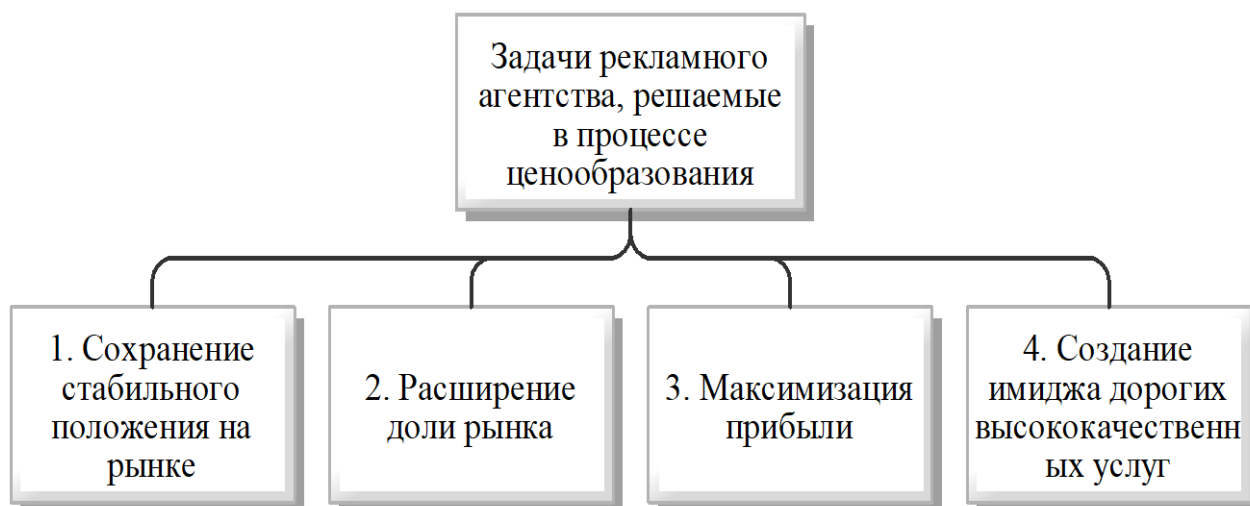 Задачи рекламного
агентства, решаемые
в процессе
ценообразования
1. Сохранение
стабильного
положения на
рынке
2. Расширение
доли рынка
3. Максимизация
прибыли
4. Создание
имиджа дорогих
высококачественн
ых услуг